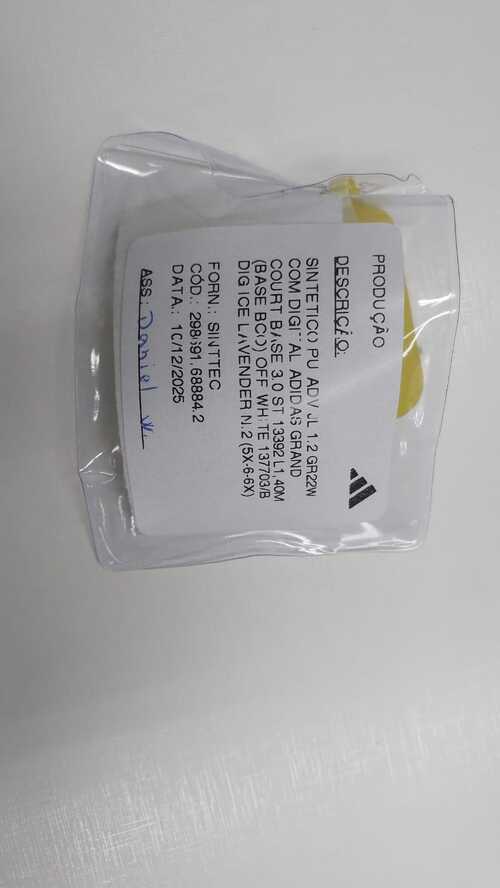 PRODUÇÃO
DESCRIÇÃO:
SINTETICO PU ADV JL 1.2 GR22W
COM DIGITAL ADIDAS GRAND
COURT BASE 3.0 ST 13392 L1,40M
(BASE BCO) OFF WHITE 137703/B
DIG ICE LAVENDER N.2 (5X-6-6X)
FORN.: SINTTEC
CÓD.: 298691.68884.2
DATA.: 10/12/2025
ASS.: Daniel W.